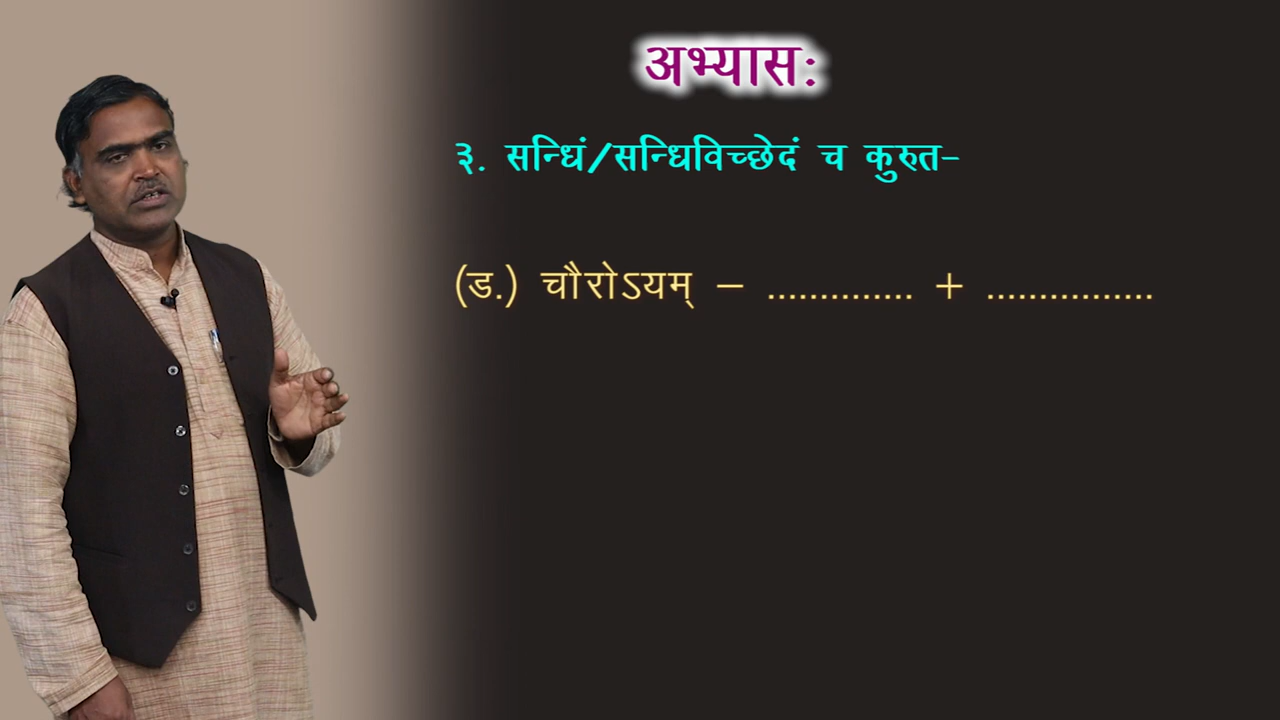 अभ्यासः
३. सन्धिं/सन्धिविच्छेदं च कुरुत-
(ड.) चौरोऽयम् – .............. + ................